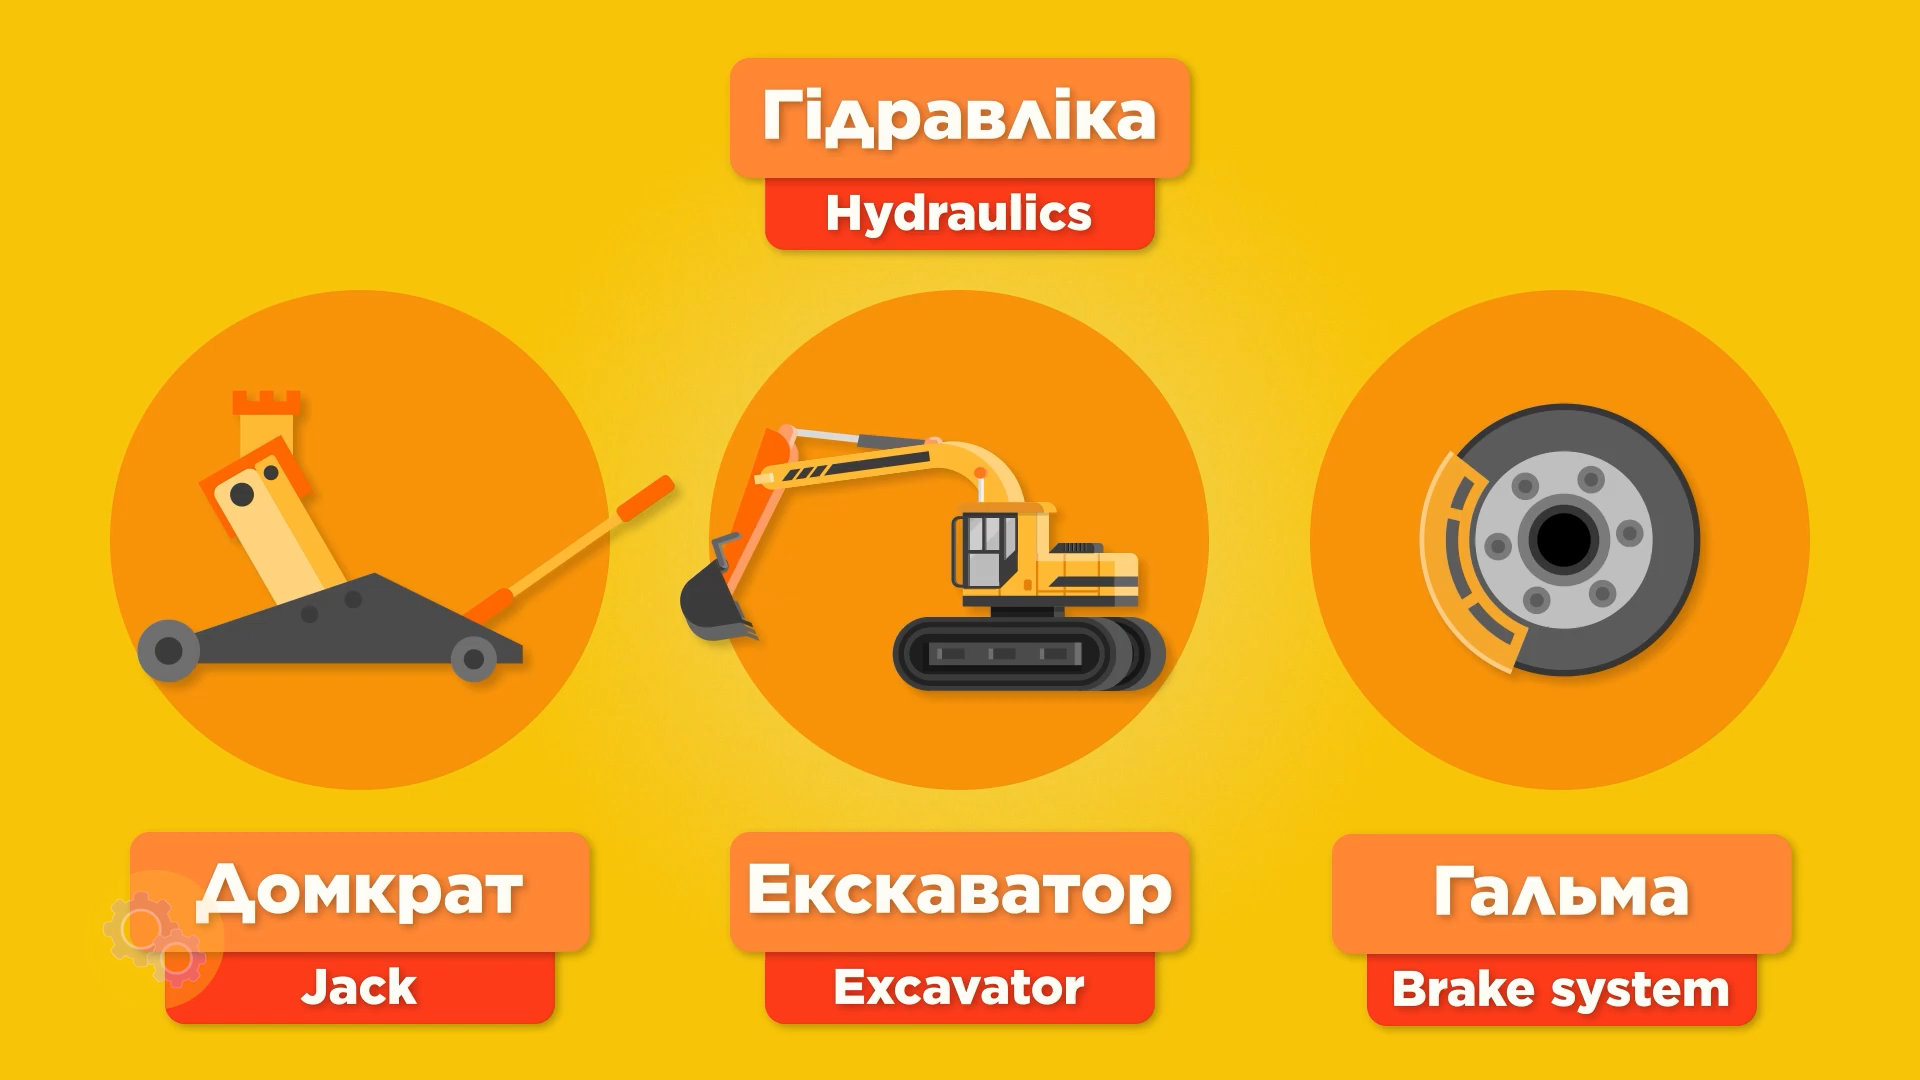 Гідравліка
Hydraulics
Домкрат
Jack
Екскаватор
Excavator
Гальма
Brake system